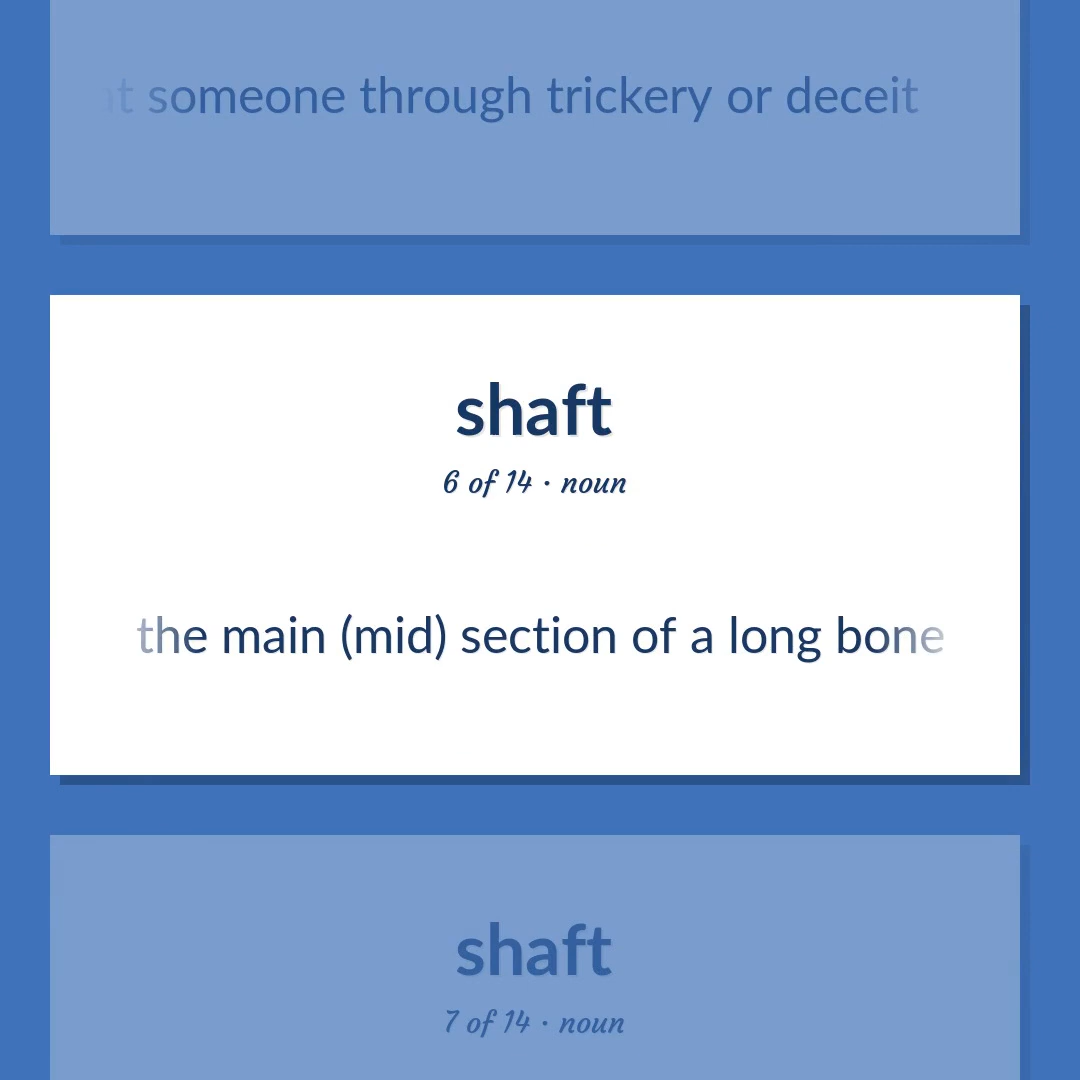 someone through trickery or deceit
shaft
6 of 14 · noun
the main (mid) section of a long bone
shaft
7 of 14 · noun